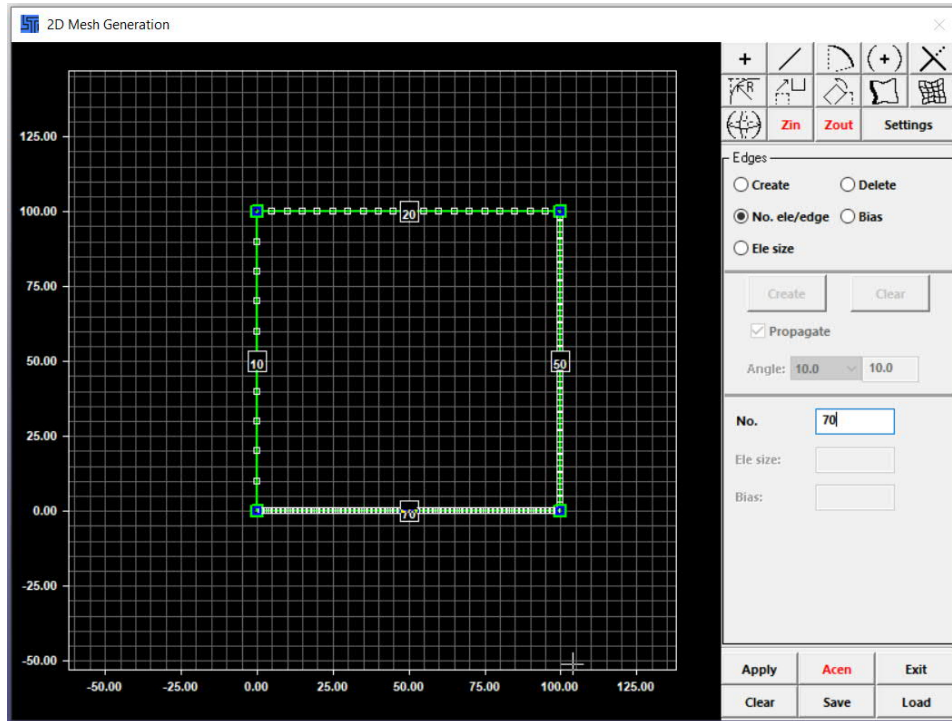 2D Mesh Generation
R
Zin Zout Settings
Edges
Create Delete
No. ele/edge Bias
Ele size
Create Clear
Propagate
Angle: 10.0 10.0
No. 70
Ele size:
Bias:
Apply Acen Exit
Clear Save Load
125.00
100.00
75.00
50.00
25.00
0.00
-25.00
-50.00
-50.00 -25.00 0.00 25.00 50.00 75.00 100.00 125.00
20
10 50
70